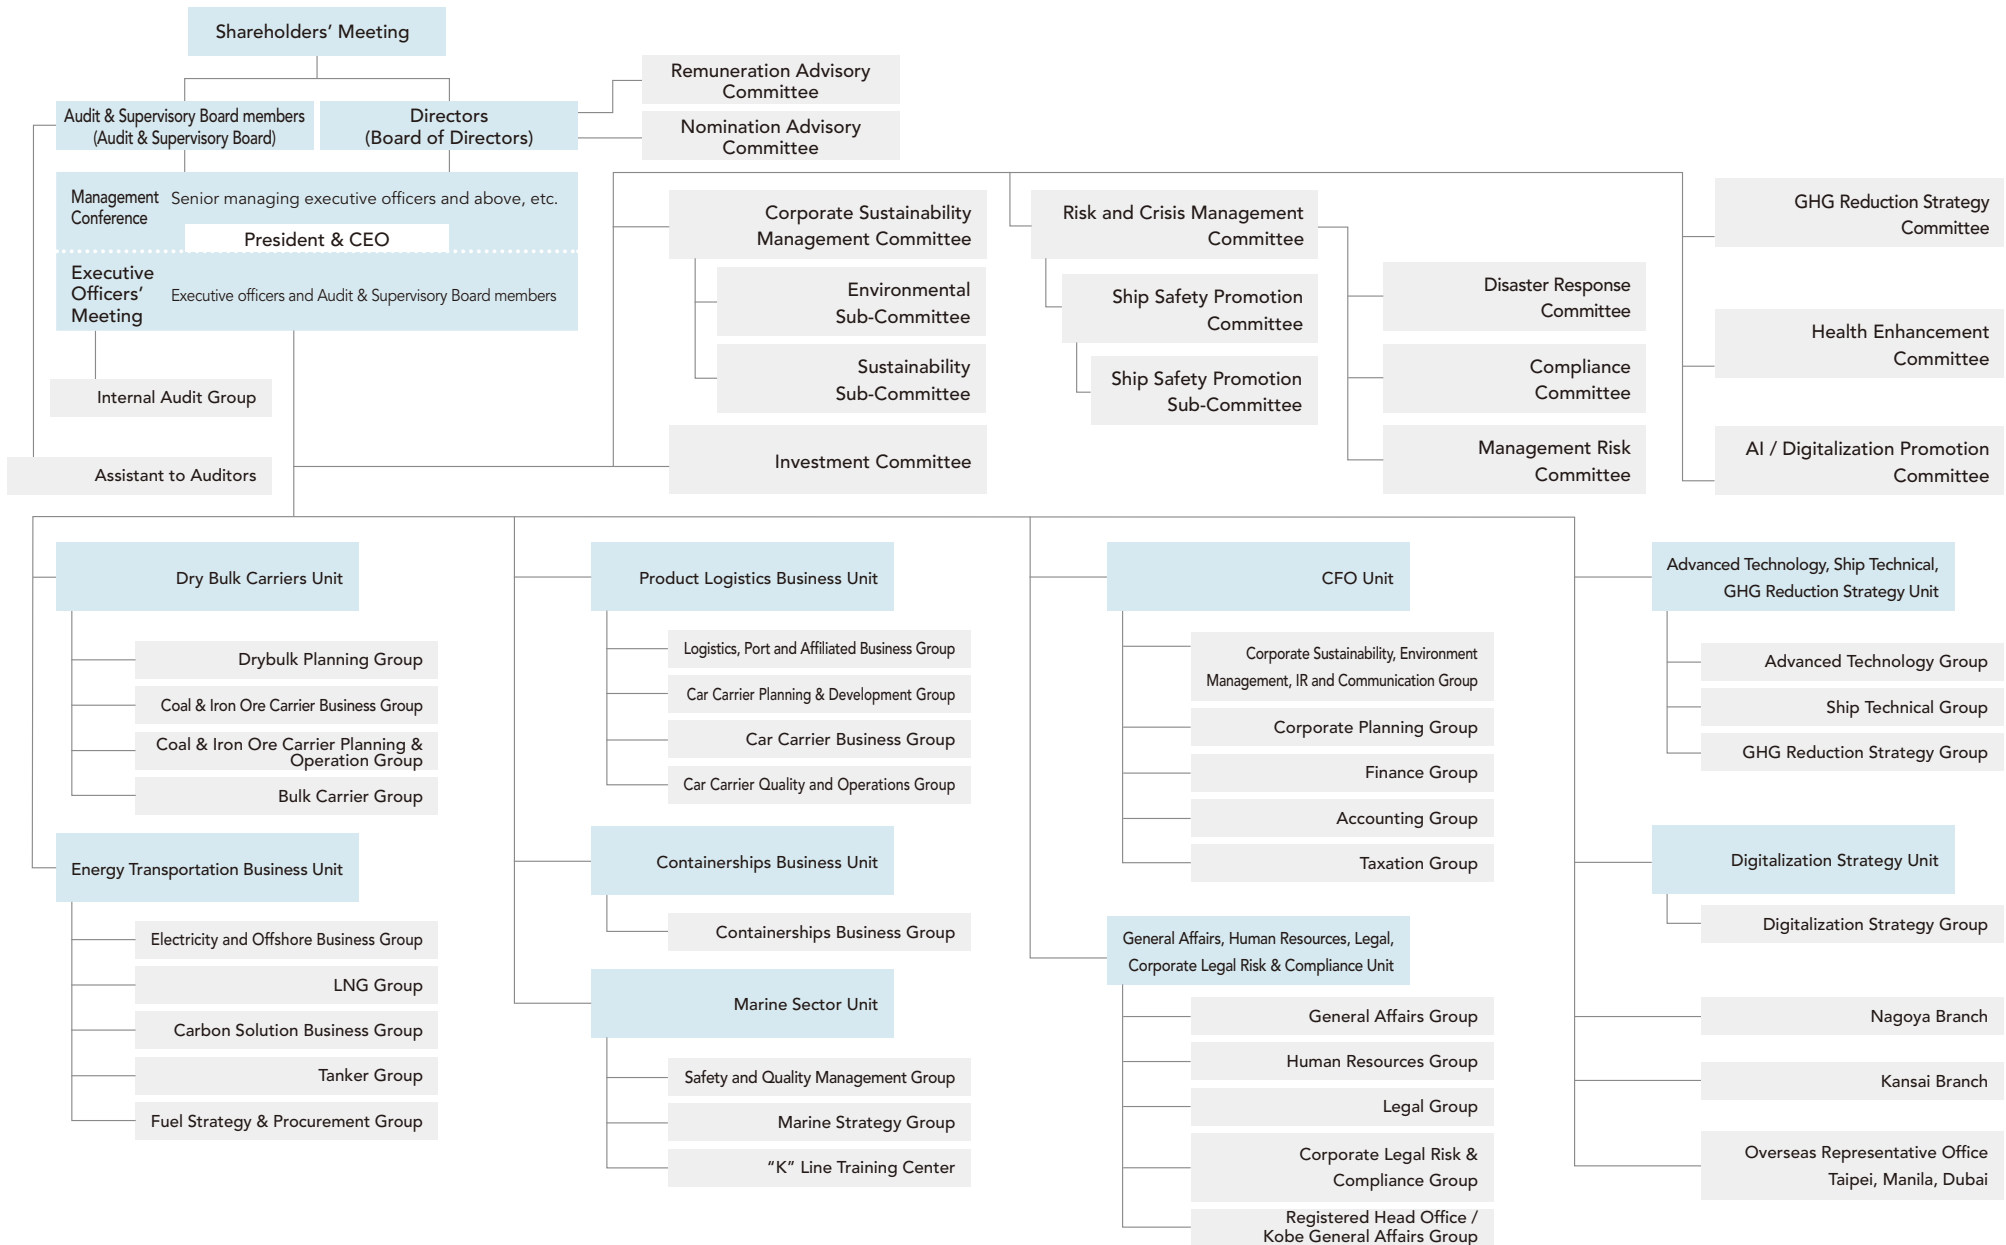 Shareholders’ Meeting
Audit & Supervisory Board members
(Audit & Supervisory Board)
Directors
(Board of Directors)
Remuneration Advisory
Committee
Nomination Advisory
Committee
Management
Conference
Senior managing executive officers and above, etc.
President & CEO
Executive
Officers’
Meeting
Executive officers and Audit & Supervisory Board members
Internal Audit Group
Assistant to Auditors
Corporate Sustainability
Management Committee
Environmental
Sub-Committee
Sustainability
Sub-Committee
Investment Committee
Risk and Crisis Management
Committee
Ship Safety Promotion
Committee
Ship Safety Promotion
Sub-Committee
Disaster Response
Committee
Compliance
Committee
Management Risk
Committee
GHG Reduction Strategy
Committee
Health Enhancement
Committee
AI / Digitalization Promotion
Committee
Dry Bulk Carriers Unit
Drybulk Planning Group
Coal & Iron Ore Carrier Business Group
Coal & Iron Ore Carrier Planning &
Operation Group
Bulk Carrier Group
Energy Transportation Business Unit
Electricity and Offshore Business Group
LNG Group
Carbon Solution Business Group
Tanker Group
Fuel Strategy & Procurement Group
Product Logistics Business Unit
Logistics, Port and Affiliated Business Group
Car Carrier Planning & Development Group
Car Carrier Business Group
Car Carrier Quality and Operations Group
Containerships Business Unit
Containerships Business Group
Marine Sector Unit
Safety and Quality Management Group
Marine Strategy Group
“K” Line Training Center
CFO Unit
Corporate Sustainability, Environment
Management, IR and Communication Group
Corporate Planning Group
Finance Group
Accounting Group
Taxation Group
General Affairs, Human Resources, Legal,
Corporate Legal Risk & Compliance Unit
General Affairs Group
Human Resources Group
Legal Group
Corporate Legal Risk &
Compliance Group
Registered Head Office /
Kobe General Affairs Group
Advanced Technology, Ship Technical,
GHG Reduction Strategy Unit
Advanced Technology Group
Ship Technical Group
GHG Reduction Strategy Group
Digitalization Strategy Unit
Digitalization Strategy Group
Nagoya Branch
Kansai Branch
Overseas Representative Office
Taipei, Manila, Dubai